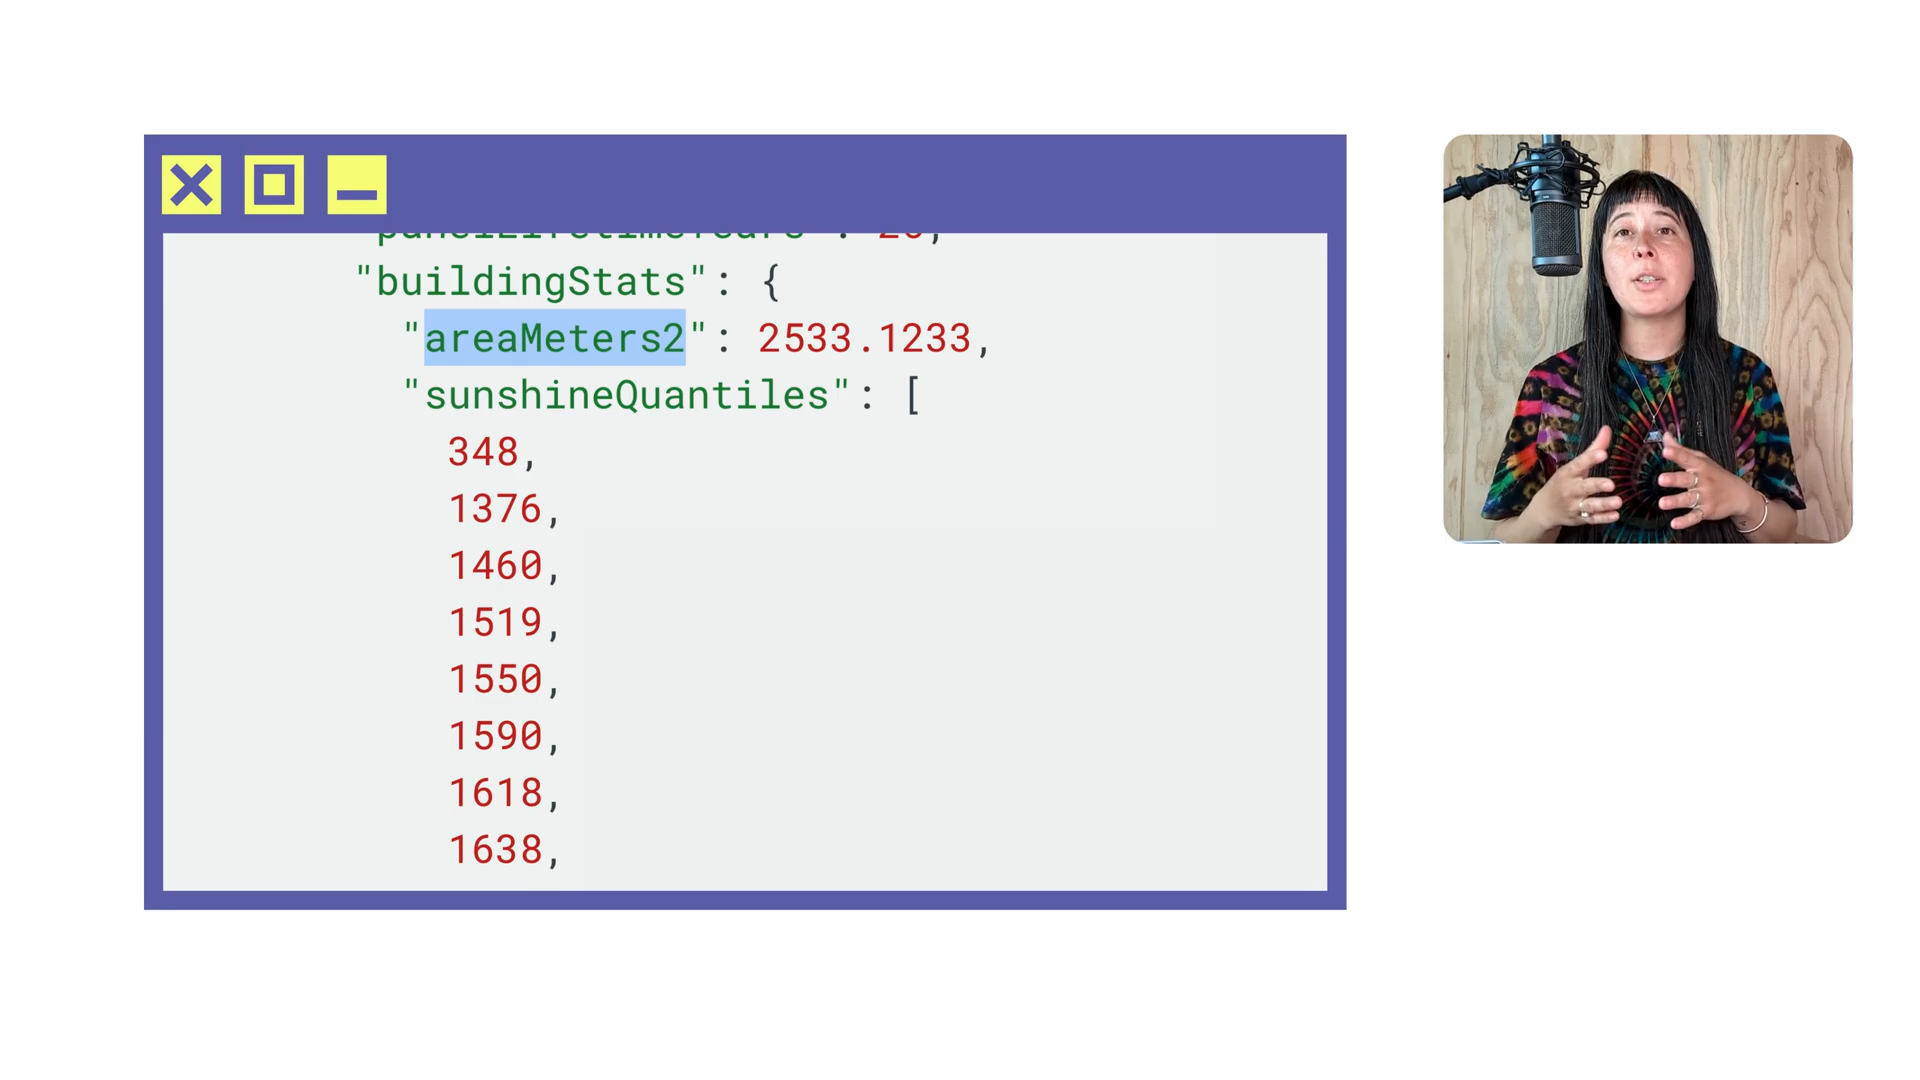 "buildingStats": {
"areaMeters2": 2533.1233,
"sunshineQuantiles": [
348,
1376,
1460,
1519,
1550,
1590,
1618,
1638,